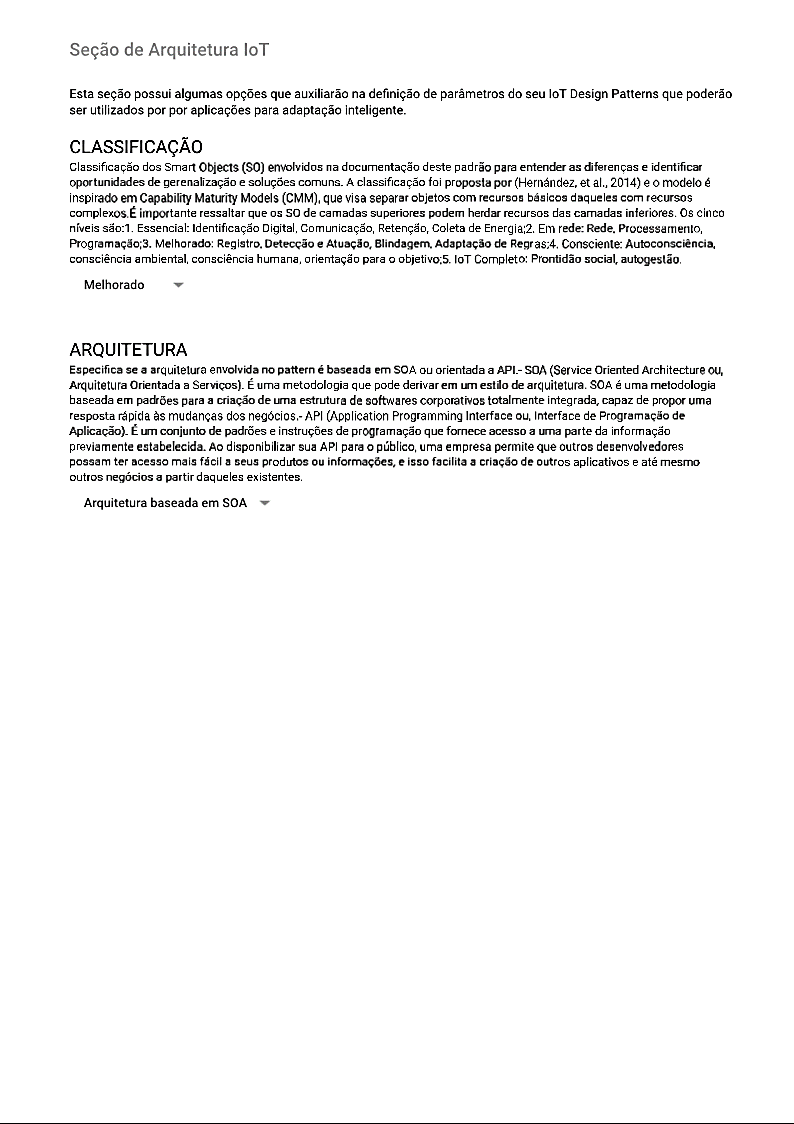 Seção de Arquitetura IoT
Esta seção possui algumas opções que auxiliarão na definição de parâmetros do seu IoT Design Patterns que poderão
ser utilizados por por aplicações para adaptação inteligente.
CLASSIFICAÇÃO
Classificação dos Smart Objects (SO) envolvidos na documentação deste padrão para entender as diferenças e identificar
oportunidades de gerenalização e soluções comuns. A classificação foi proposta por (Hernández, et al., 2014) e o modelo é
inspirado em Capability Maturity Models (CMM), que visa separar objetos com recursos básicos daqueles com recursos
complexos.É importante ressaltar que os SO de camadas superiores podem herdar recursos das camadas inferiores. Os cinco
níveis são:1. Essencial: Identificação Digital, Comunicação, Retenção, Coleta de Energia;2. Em rede: Rede, Processamento,
Programação;3. Melhorado: Registro, Detecção e Atuação, Blindagem, Adaptação de Regras;4. Consciente: Autoconsciência,
consciência ambiental, consciência humana, orientação para o objetivo;5. IoT Completo: Prontidão social, autogestão.
Melhorado
ARQUITETURA
Especifica se a arquitetura envolvida no pattern é baseada em SOA ou orientada a API.- SOA (Service Oriented Architecture ou,
Arquitetura Orientada a Serviços). É uma metodologia que pode derivar em um estilo de arquitetura. SOA é uma metodologia
baseada em padrões para a criação de uma estrutura de softwares corporativos totalmente integrada, capaz de propor uma
resposta rápida às mudanças dos negócios.- API (Application Programming Interface ou, Interface de Programação de
Aplicação). É um conjunto de padrões e instruções de programação que fornece acesso a uma parte da informação
previamente estabelecida. Ao disponibilizar sua API para o público, uma empresa permite que outros desenvolvedores
possam ter acesso mais fácil a seus produtos ou informações, e isso facilita a criação de outros aplicativos e até mesmo
outros negócios a partir daqueles existentes.
Arquitetura baseada em SOA